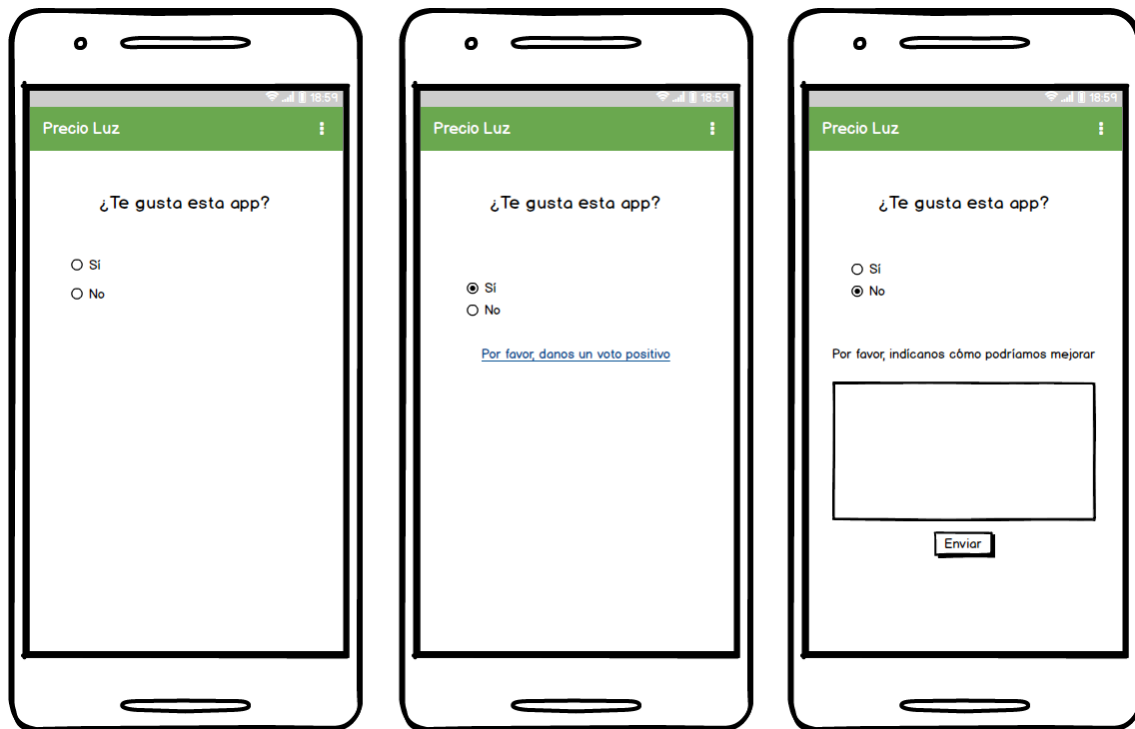 18:59
Precio Luz
¿Te gusta esta app?
Sí
No
18:59
Precio Luz
¿Te gusta esta app?
Sí
No
Por favor, danos un voto positivo
18:59
Precio Luz
¿Te gusta esta app?
Sí
No
Por favor, indícanos cómo podríamos mejorar
Enviar